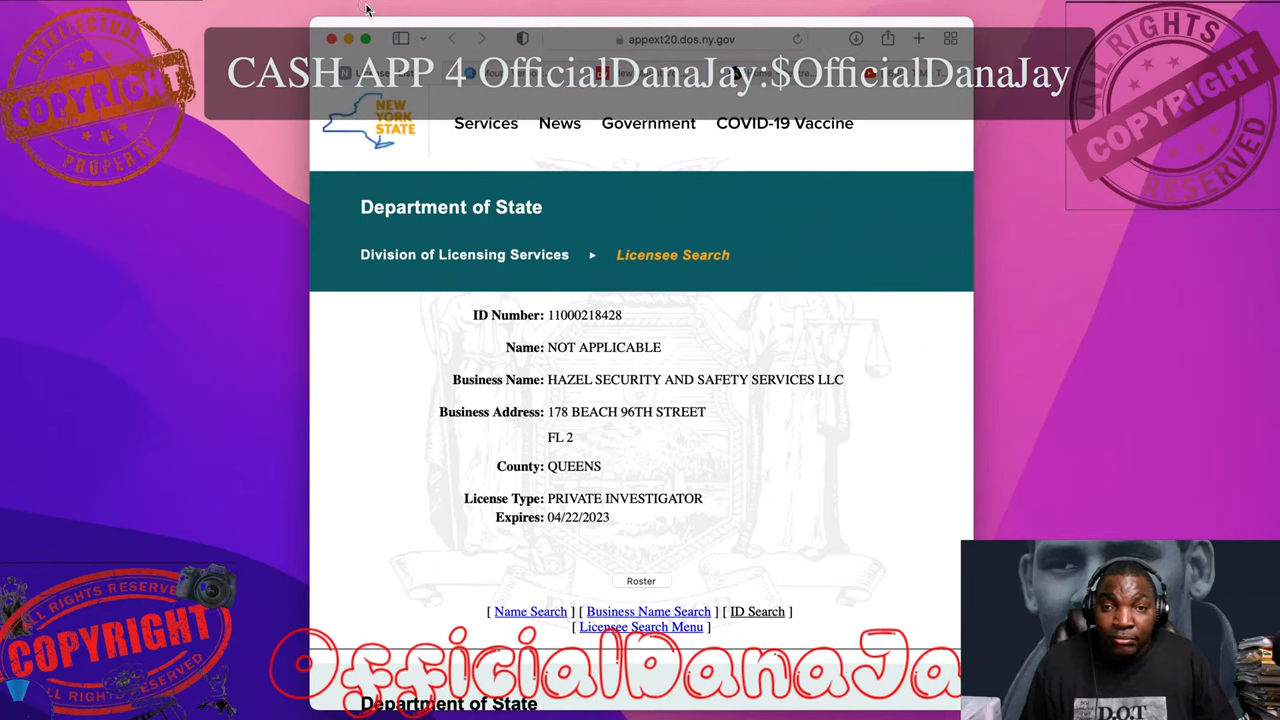 CASH APP 4 OfficialDanaJay:$OfficialDanaJay
appext20.dos.ny.gov
INTELLECTUAL
COPYRIGHT
PROPERTY
ALL RIGHTS
COPYRIGHT
RESERVED
NEW
YORK
STATE
Services News Government COVID-19 Vaccine
Department of State
Division of Licensing Services ▸ Licensee Search
ID Number: 11000218428
Name: NOT APPLICABLE
Business Name: HAZEL SECURITY AND SAFETY SERVICES LLC
Business Address: 178 BEACH 96TH STREET
FL 2
County: QUEENS
License Type: PRIVATE INVESTIGATOR
Expires: 04/22/2023
Roster
[ Name Search ] [ Business Name Search ] [ ID Search ]
[ Licensee Search Menu ]
ALL RIGHTS RESERVED
COPYRIGHT
ALL RIGHTS RESERVED
OfficialDanaJa
Department of State
D.O.T